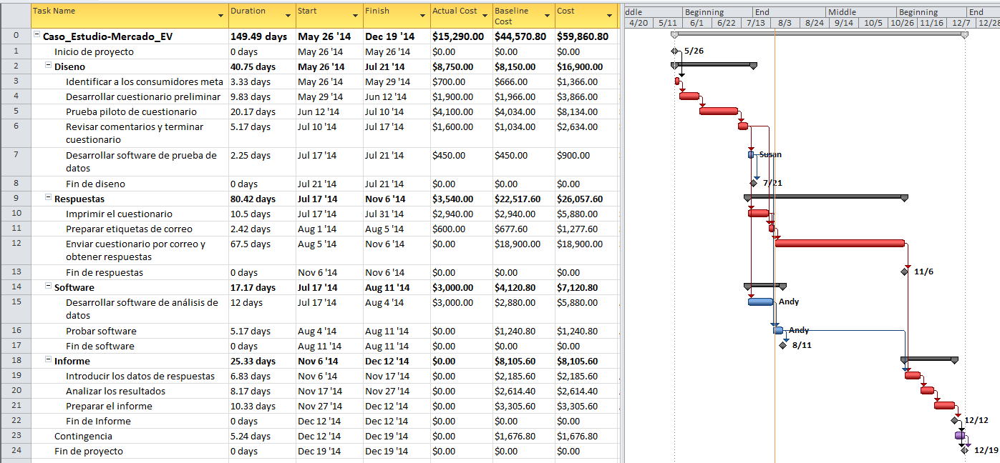 Task Name Duration Start Finish Actual Cost Baseline Cost Cost
ddle Beginning End Middle Beginning End
4/20 5/11 6/1 6/22 7/13 8/3 8/24 9/14 10/5 10/26 11/16 12/7 12/28
0 Caso_Estudio-Mercado_EV 149.49 days May 26 '14 Dec 19 '14 $15,290.00 $44,570.80 $59,860.80
1 Inicio de proyecto 0 days May 26 '14 May 26 '14 $0.00 $0.00 $0.00 5/26
2 Diseno 40.75 days May 26 '14 Jul 21 '14 $8,750.00 $8,150.00 $16,900.00
3 Identificar a los consumidores meta 3.33 days May 26 '14 May 29 '14 $700.00 $666.00 $1,366.00
4 Desarrollar cuestionario preliminar 9.83 days May 29 '14 Jun 12 '14 $1,900.00 $1,966.00 $3,866.00
5 Prueba piloto de cuestionario 20.17 days Jun 12 '14 Jul 10 '14 $4,100.00 $4,034.00 $8,134.00
6 Revisar comentarios y terminar 5.17 days Jul 10 '14 Jul 17 '14 $1,600.00 $1,034.00 $2,634.00
cuestionario
7 Desarrollar software de prueba de 2.25 days Jul 17 '14 Jul 21 '14 $450.00 $450.00 $900.00 Susan
datos
8 Fin de diseno 0 days Jul 21 '14 Jul 21 '14 $0.00 $0.00 $0.00 7/21
9 Respuestas 80.42 days Jul 17 '14 Nov 6 '14 $3,540.00 $22,517.60 $26,057.60
10 Imprimir el cuestionario 10.5 days Jul 17 '14 Jul 31 '14 $2,940.00 $2,940.00 $5,880.00
11 Preparar etiquetas de correo 2.42 days Aug 1 '14 Aug 5 '14 $600.00 $677.60 $1,277.60
12 Enviar cuestionario por correo y 67.5 days Aug 5 '14 Nov 6 '14 $0.00 $18,900.00 $18,900.00
obtener respuestas
13 Fin de respuestas 0 days Nov 6 '14 Nov 6 '14 $0.00 $0.00 $0.00 11/6
14 Software 17.17 days Jul 17 '14 Aug 11 '14 $3,000.00 $4,120.80 $7,120.80
15 Desarrollar software de análisis de 12 days Jul 17 '14 Aug 4 '14 $3,000.00 $2,880.00 $5,880.00 Andy
datos
16 Probar software 5.17 days Aug 4 '14 Aug 11 '14 $0.00 $1,240.80 $1,240.80 Andy
17 Fin de software 0 days Aug 11 '14 Aug 11 '14 $0.00 $0.00 $0.00 8/11
18 Informe 25.33 days Nov 6 '14 Dec 12 '14 $0.00 $8,105.60 $8,105.60
19 Introducir los datos de respuestas 6.83 days Nov 6 '14 Nov 17 '14 $0.00 $2,185.60 $2,185.60
20 Analizar los resultados 8.17 days Nov 17 '14 Nov 27 '14 $0.00 $2,614.40 $2,614.40
21 Preparar el informe 10.33 days Nov 27 '14 Dec 12 '14 $0.00 $3,305.60 $3,305.60
22 Fin de Informe 0 days Dec 12 '14 Dec 12 '14 $0.00 $0.00 $0.00 12/12
23 Contingencia 5.24 days Dec 12 '14 Dec 19 '14 $0.00 $1,676.80 $1,676.80
24 Fin de proyecto 0 days Dec 19 '14 Dec 19 '14 $0.00 $0.00 $0.00 12/19